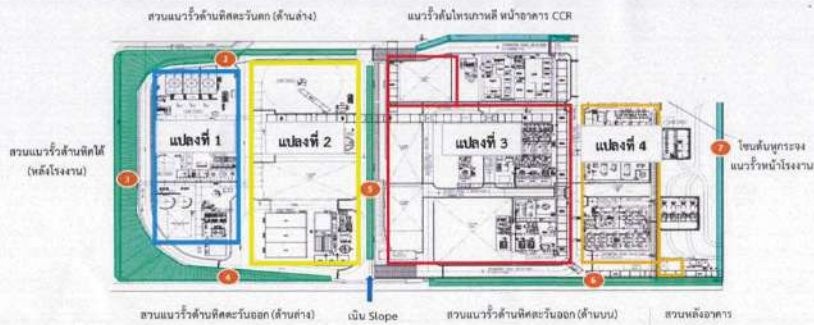 สวนแนวรั้วด้านทิศตะวันตก (ด้านล่าง)
แนวรั้วต้นไทรเกาหลี หน้าอาคาร CCR
2
แปลงที่ 1
แปลงที่ 2
แปลงที่ 3
แปลงที่ 4
7
โซนต้นหูกระจง
แนวรั้วหน้าโรงงาน
สวนแนวรั้วด้านทิศใต้
(หลังโรงงาน)
3
5
4
6
สวนแนวรั้วด้านทิศตะวันออก (ด้านล่าง)
เนิน Slope
สวนแนวรั้วด้านทิศตะวันออก (ด้านบน)
สวนหลังอาคาร